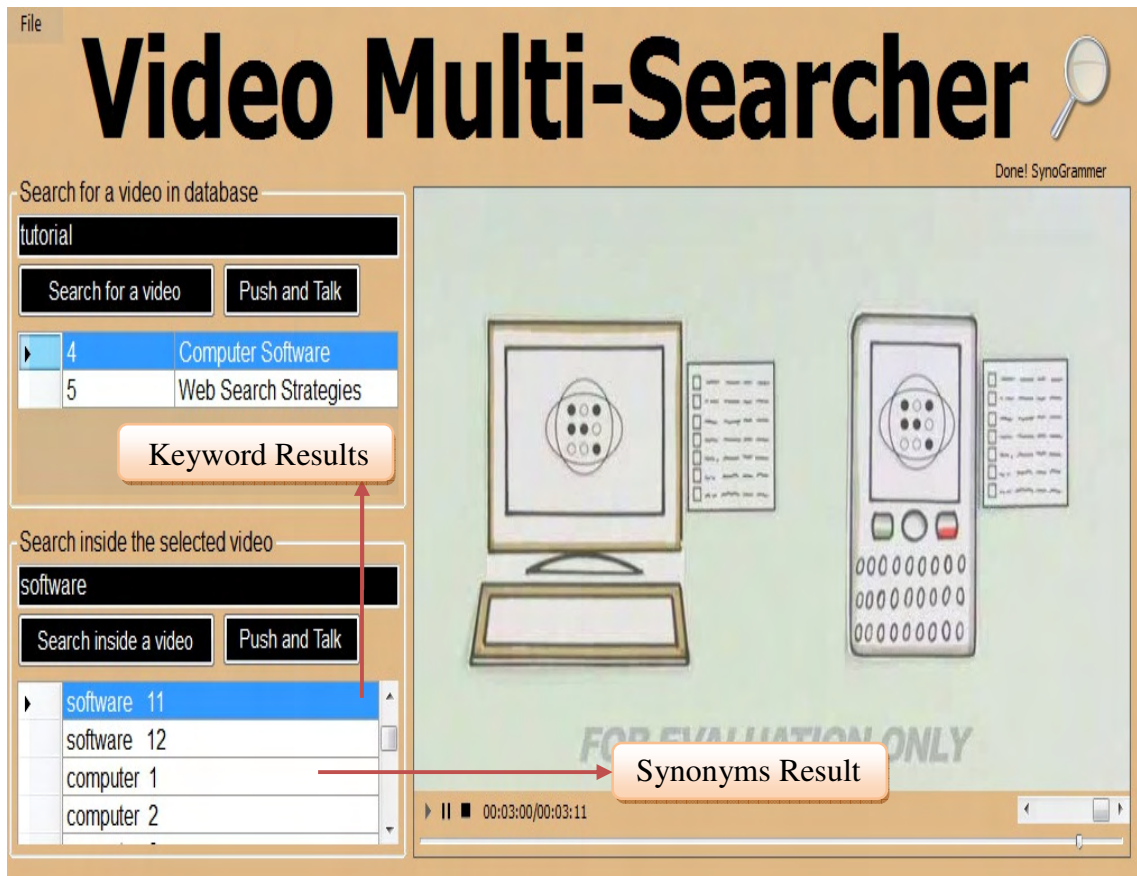 File
Video Multi-Searcher
Done! SynoGrammer
Search for a video in database
tutorial
Search for a video Push and Talk
4 Computer Software
5 Web Search Strategies
Keyword Results
Search inside the selected video
software
Search inside a video Push and Talk
software 11
software 12
computer 1
computer 2
FOR EVALUATION ONLY
Synonyms Result
00:03:00/00:03:11